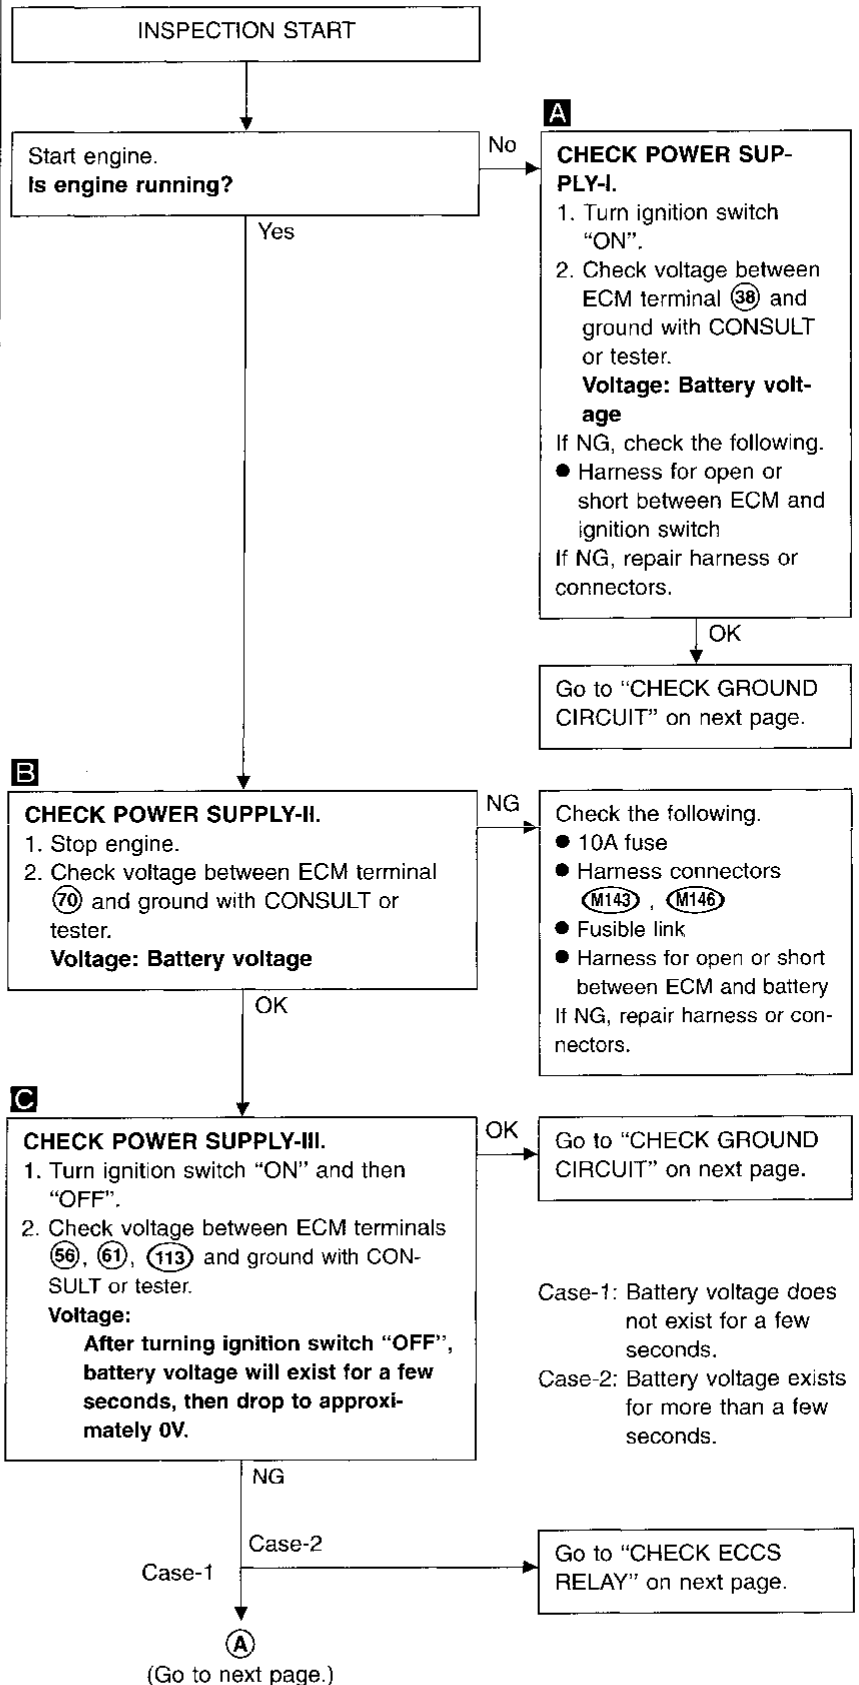 INSPECTION START
Start engine.
Is engine running?
No
Yes
A
CHECK POWER SUP-
PLY-I.
1. Turn ignition switch
“ON”.
2. Check voltage between
ECM terminal 38 and
ground with CONSULT
or tester.
Voltage: Battery volt-
age
If NG, check the following.
● Harness for open or
short between ECM and
ignition switch
If NG, repair harness or
connectors.
OK
Go to “CHECK GROUND
CIRCUIT” on next page.
B
CHECK POWER SUPPLY-II.
1. Stop engine.
2. Check voltage between ECM terminal
70 and ground with CONSULT or
tester.
Voltage: Battery voltage
NG
Check the following.
● 10A fuse
● Harness connectors
M143 , M146
● Fusible link
● Harness for open or short
between ECM and battery
If NG, repair harness or con-
nectors.
OK
C
CHECK POWER SUPPLY-III.
1. Turn ignition switch “ON” and then
“OFF”.
2. Check voltage between ECM terminals
56, 61, 113 and ground with CON-
SULT or tester.
Voltage:
After turning ignition switch “OFF”,
battery voltage will exist for a few
seconds, then drop to approxi-
mately 0V.
OK
Go to “CHECK GROUND
CIRCUIT” on next page.
Case-1: Battery voltage does
not exist for a few
seconds.
Case-2: Battery voltage exists
for more than a few
seconds.
NG
Case-2
Case-1
Go to “CHECK ECCS
RELAY” on next page.
A
(Go to next page.)